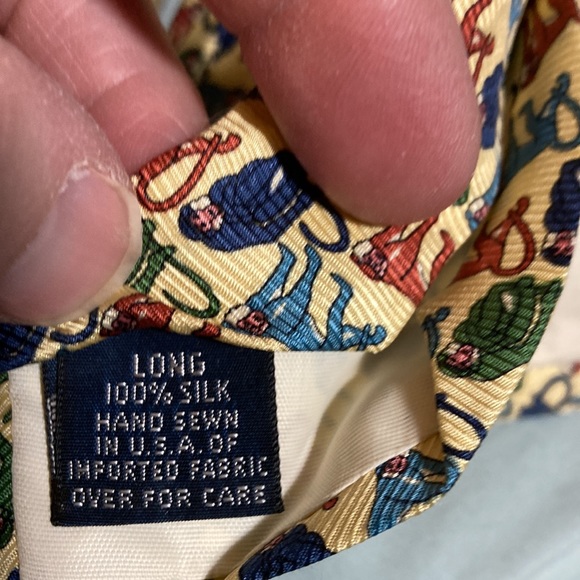 LONG
100% SILK
HAND SEWN
IN U.S.A. OF
IMPORTED FABRIC
OVER FOR CARE